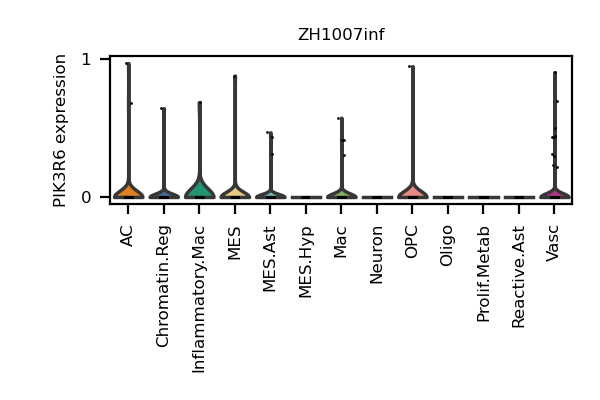 ZH1007inf
PIK3R6 expression
1
0
AC
Chromatin.Reg
Inflammatory.Mac
MES
MES.Ast
MES.Hyp
Mac
Neuron
OPC
Oligo
Prolif.Metab
Reactive.Ast
Vasc